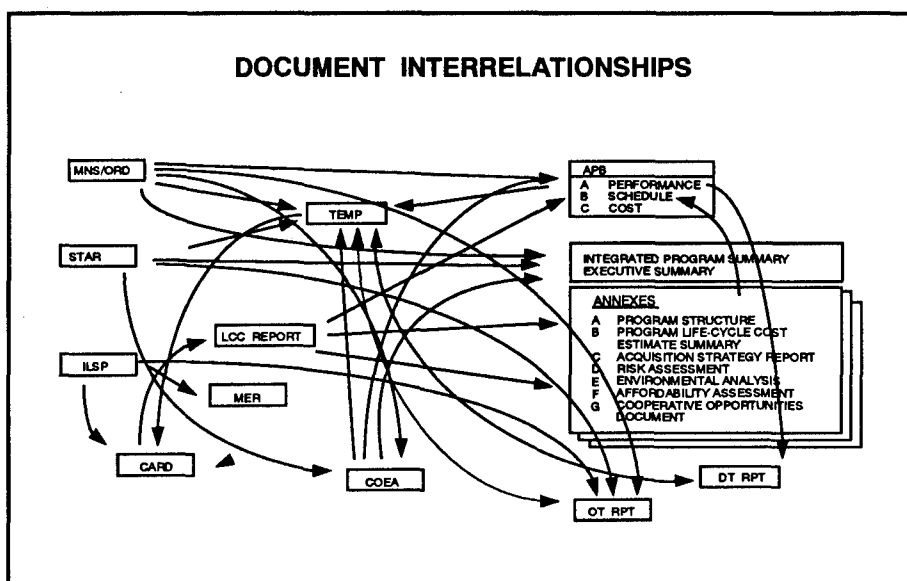 DOCUMENT INTERRELATIONSHIPS
MNS/ORD
APB
A PERFORMANCE
B SCHEDULE
C COST
TEMP
STAR
INTEGRATED PROGRAM SUMMARY
EXECUTIVE SUMMARY
ANNEXES
A PROGRAM STRUCTURE
B PROGRAM LIFE-CYCLE COST
ESTIMATE SUMMARY
C ACQUISITION STRATEGY REPORT
D RISK ASSESSMENT
E ENVIRONMENTAL ANALYSIS
F AFFORDABILITY ASSESSMENT
G COOPERATIVE OPPORTUNITIES
DOCUMENT
LCC REPORT
ILSP
MER
CARD
COEA
DT RPT
OT RPT